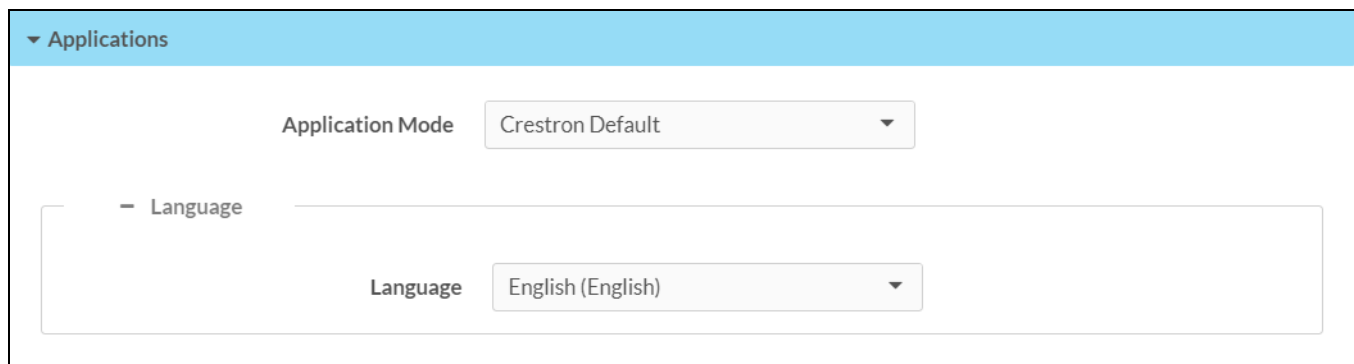 Applications
Application Mode Crestron Default
Language
Language English (English)